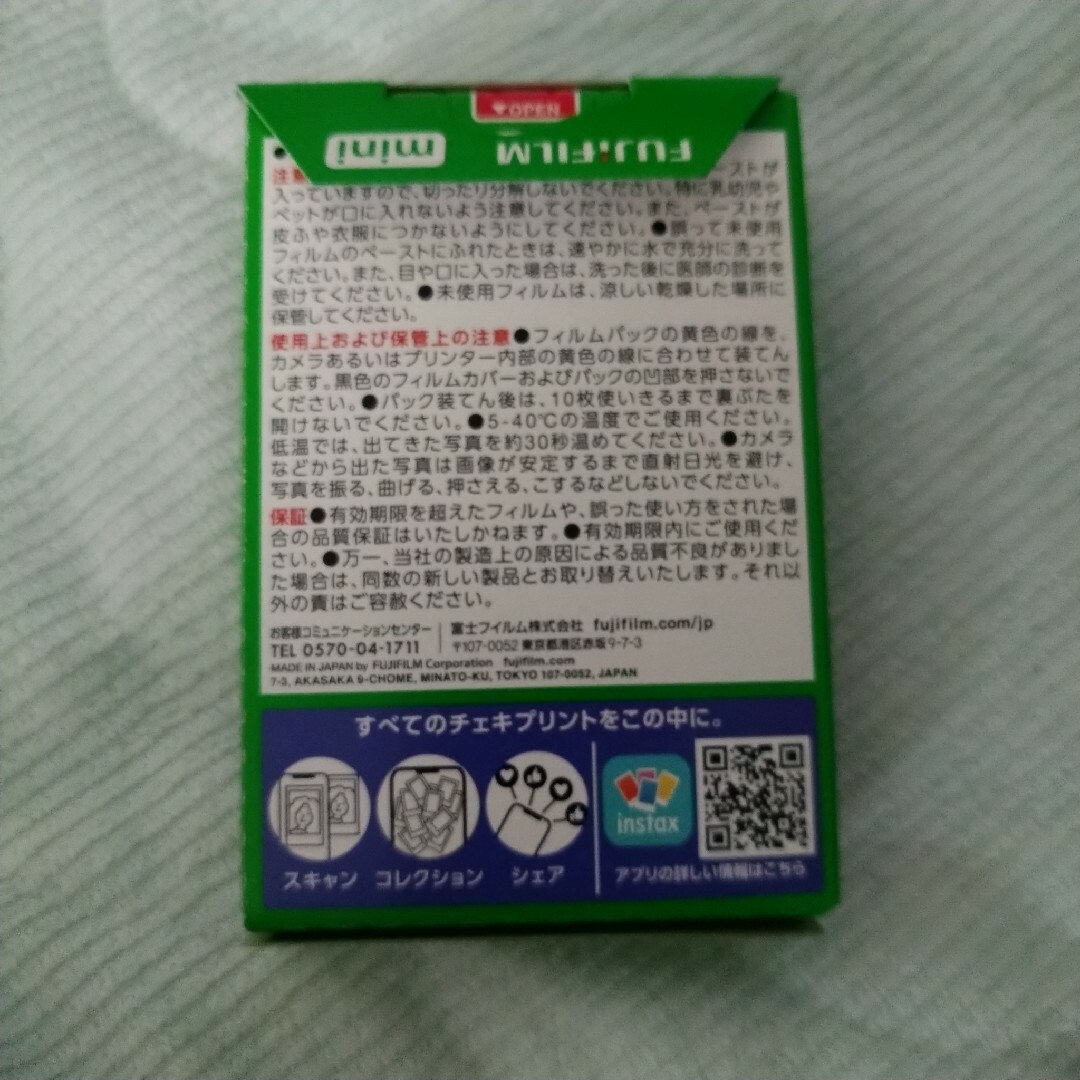 OPEN
FUJIFILM mini
注意 ーストが
入っていますので、切ったり分解しないでください。特に乳幼児や
ペットが口に入れないよう注意してください。また、ペーストが
皮ふや衣服につかないようにしてください。●誤って未使用
フィルムのペーストにふれたときは、速やかに水で充分に洗って
ください。また、目や口に入った場合は、洗った後に医師の診断を
受けてください。●未使用フィルムは、涼しい乾燥した場所に
保管してください。
使用上および保管上の注意●フィルムパックの黄色の線を、
カメラあるいはプリンター内部の黄色の線に合わせて装てん
します。黒色のフィルムカバーおよびパックの凹部を押さないで
ください。●パック装てん後は、10枚使いきるまで裏ぶたを
開けないでください。●5-40℃の温度でご使用ください。
低温では、出てきた写真を約30秒温めてください。●カメラ
などから出た写真は画像が安定するまで直射日光を避け、
写真を振る、曲げる、押さえる、こするなどしないでください。
保証●有効期限を超えたフィルムや、誤った使い方をされた場
合の品質保証はいたしかねます。●有効期限内にご使用くだ
さい。●万一、当社の製造上の原因による品質不良がありまし
た場合は、同数の新しい製品とお取り替えいたします。それ以
外の責はご容赦ください。
お客様コミュニケーションセンター 富士フイルム株式会社 fujifilm.com/jp
TEL 0570-04-1711 〒107-0052 東京都港区赤坂9-7-3
MADE IN JAPAN by FUJIFILM Corporation fujifilm.com
7-3, AKASAKA 9-CHOME, MINATO-KU, TOKYO 107-0052, JAPAN
すべてのチェキプリントをこの中に。
instax
スキャン コレクション シェア アプリの詳しい情報はこちら